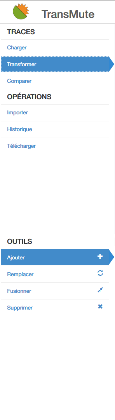 TransMute
TRACES
Charger
Transformer
Comparer
OPÉRATIONS
Importer
Historique
Télécharger
OUTILS
Ajouter
Remplacer
Fusionner
Supprimer